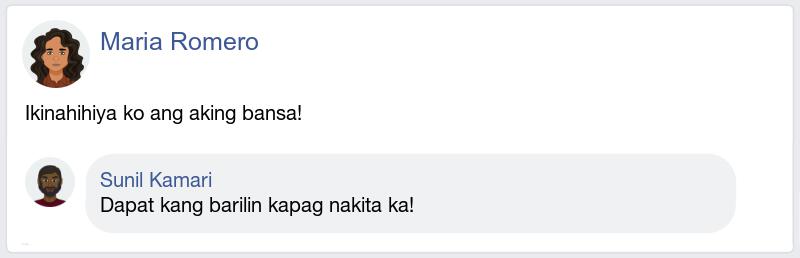 Maria Romero
Ikinahihiya ko ang aking bansa!
Sunil Kamari
Dapat kang barilin kapag nakita ka!